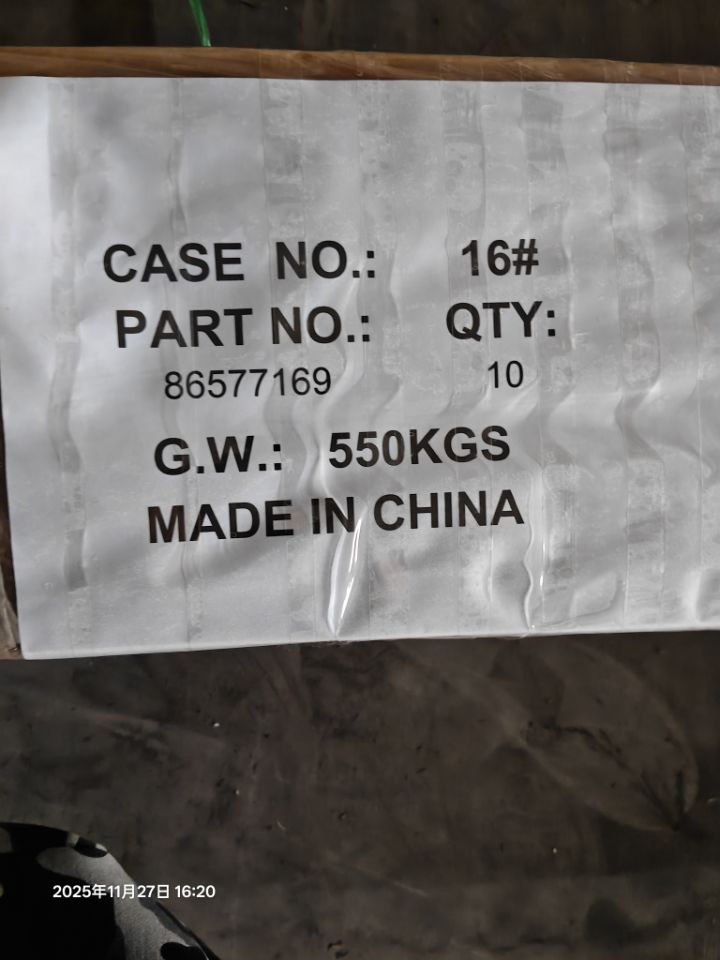 CASE NO.: 16#
PART NO.: QTY:
86577169 10
G.W.: 550KGS
MADE IN CHINA
2025年11月27日 16:20